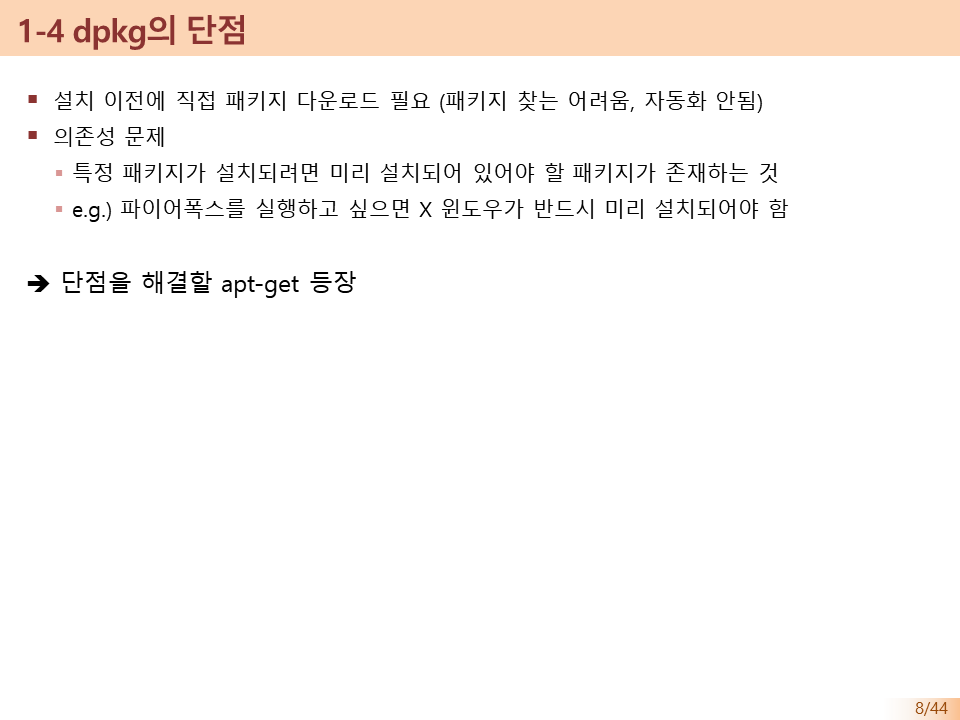 1-4 dpkg의 단점
▪ 설치 이전에 직접 패키지 다운로드 필요 (패키지 찾는 어려움, 자동화 안됨)
▪ 의존성 문제
▪ 특정 패키지가 설치되려면 미리 설치되어 있어야 할 패키지가 존재하는 것
▪ e.g.) 파이어폭스를 실행하고 싶으면 X 윈도우가 반드시 미리 설치되어야 함
➔ 단점을 해결할 apt-get 등장
8/44